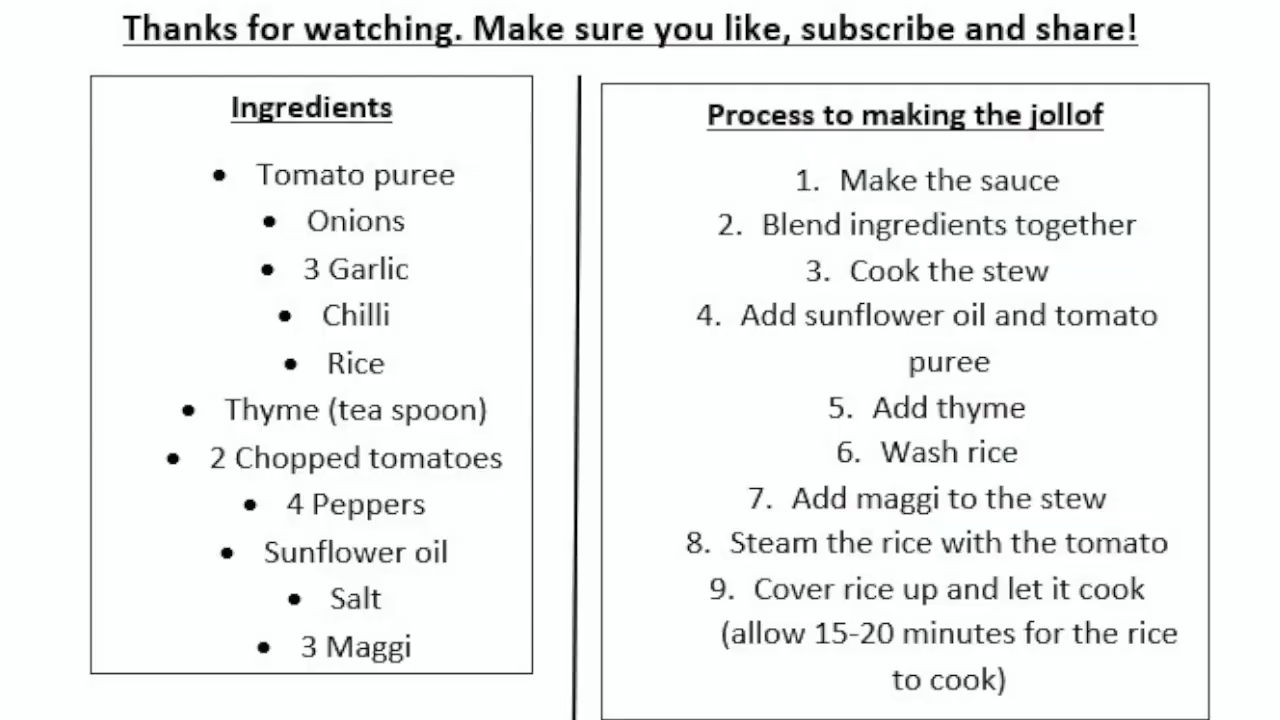 Thanks for watching. Make sure you like, subscribe and share!
Ingredients
• Tomato puree
• Onions
• 3 Garlic
• Chilli
• Rice
• Thyme (tea spoon)
• 2 Chopped tomatoes
• 4 Peppers
• Sunflower oil
• Salt
• 3 Maggi
Process to making the jollof
1. Make the sauce
2. Blend ingredients together
3. Cook the stew
4. Add sunflower oil and tomato
puree
5. Add thyme
6. Wash rice
7. Add maggi to the stew
8. Steam the rice with the tomato
9. Cover rice up and let it cook
(allow 15-20 minutes for the rice
to cook)